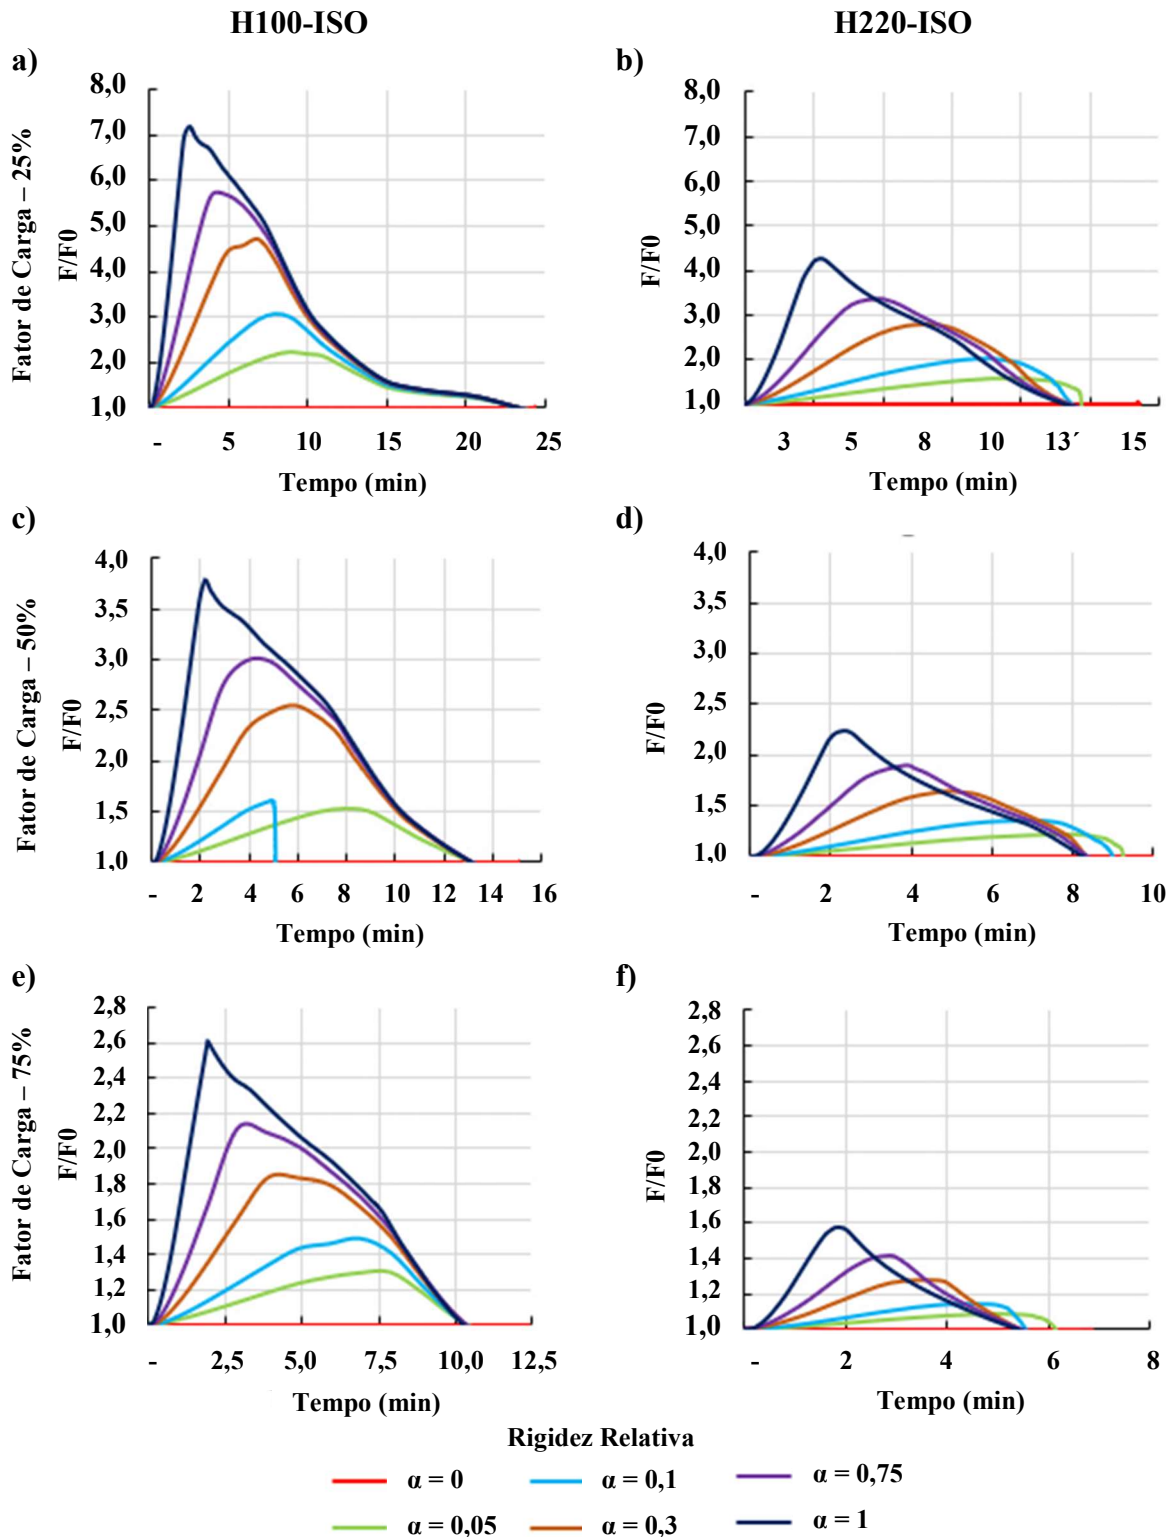 H100-ISO
H220-ISO
a)
Fator de Carga – 25%
F/F0
8,0
7,0
6,0
5,0
4,0
3,0
2,0
1,0
- 5 10 15 20 25
Tempo (min)
b)
F/F0
8,0
7,0
6,0
5,0
4,0
3,0
2,0
1,0
3 5 8 10 13´ 15
Tempo (min)
c)
Fator de Carga – 50%
F/F0
4,0
3,5
3,0
2,5
2,0
1,5
1,0
- 2 4 6 8 10 12 14 16
Tempo (min)
d)
F/F0
4,0
3,5
3,0
2,5
2,0
1,5
1,0
- 2 4 6 8 10
Tempo (min)
e)
Fator de Carga – 75%
F/F0
2,8
2,6
2,4
2,2
2,0
1,8
1,6
1,4
1,2
1,0
- 2,5 5,0 7,5 10,0 12,5
Tempo (min)
f)
F/F0
2,8
2,6
2,4
2,2
2,0
1,8
1,6
1,4
1,2
1,0
- 2 4 6 8
Tempo (min)
Rigidez Relativa
α = 0 α = 0,1 α = 0,75
α = 0,05 α = 0,3 α = 1